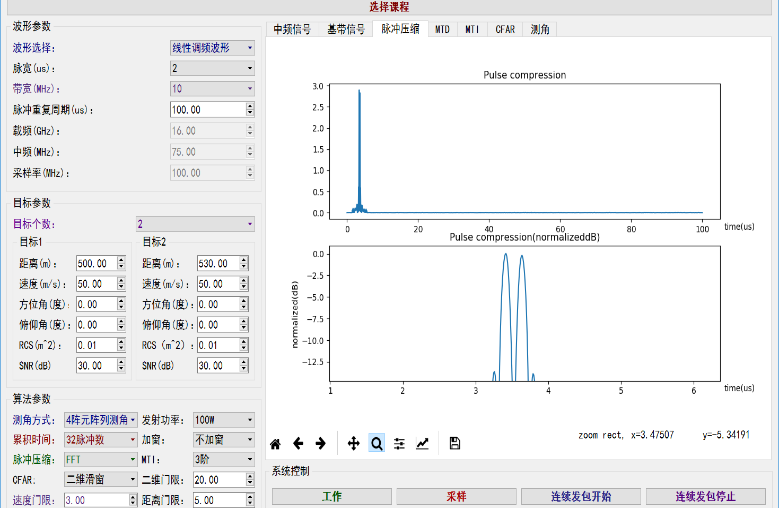 选择课程
波形参数
波形选择: 线性调频波形
脉宽(us): 2
带宽(MHz): 10
脉冲重复周期(us): 100.00
载频(GHz): 16.00
中频(MHz): 75.00
采样率(MHz): 100.00
目标参数
目标个数: 2
目标1 目标2
距离(m): 500.00 距离(m): 530.00
速度(m/s): 50.00 速度(m/s): 50.00
方位角(度): 0.00 方位角(度): 0.00
俯仰角(度): 0.00 俯仰角(度): 0.00
RCS(m^2): 0.01 RCS (m^2): 0.01
SNR(dB) 30.00 SNR(dB) 30.00
算法参数
测角方式: 4阵元阵列测角 发射功率: 100W
累积时间: 32脉冲数 加窗: 不加窗
脉冲压缩: FFT MTI: 3阶
CFAR: 二维滑窗 二维门限: 20.00
速度门限: 3.00 距离门限: 5.00
中频信号 基带信号 脉冲压缩 MTD MTI CFAR 测角
Pulse compression
3.0
2.5
2.0
1.5
1.0
0.5
0.0
0 20 40 60 80 100 time(us)
Pulse compression(normalizeddB)
normalized(dB)
0.0
−2.5
−5.0
−7.5
−10.0
−12.5
1 2 3 4 5 6 time(us)
zoom rect, x=3.47507 y=-5.34191
系统控制
工作 采样 连续发包开始 连续发包停止